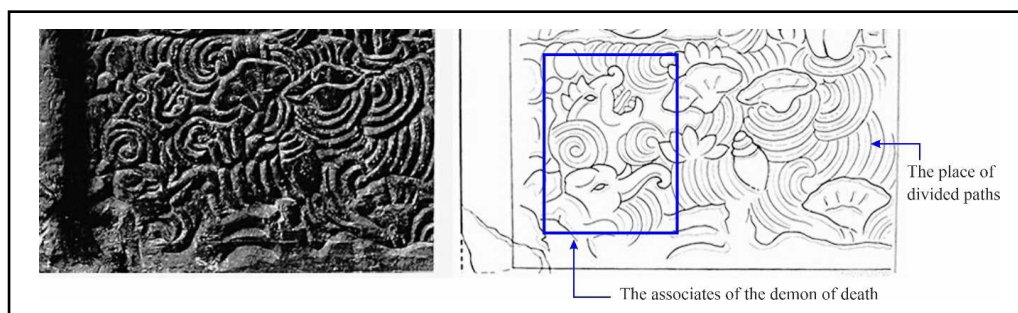 The place of
divided paths
The associates of the demon of death